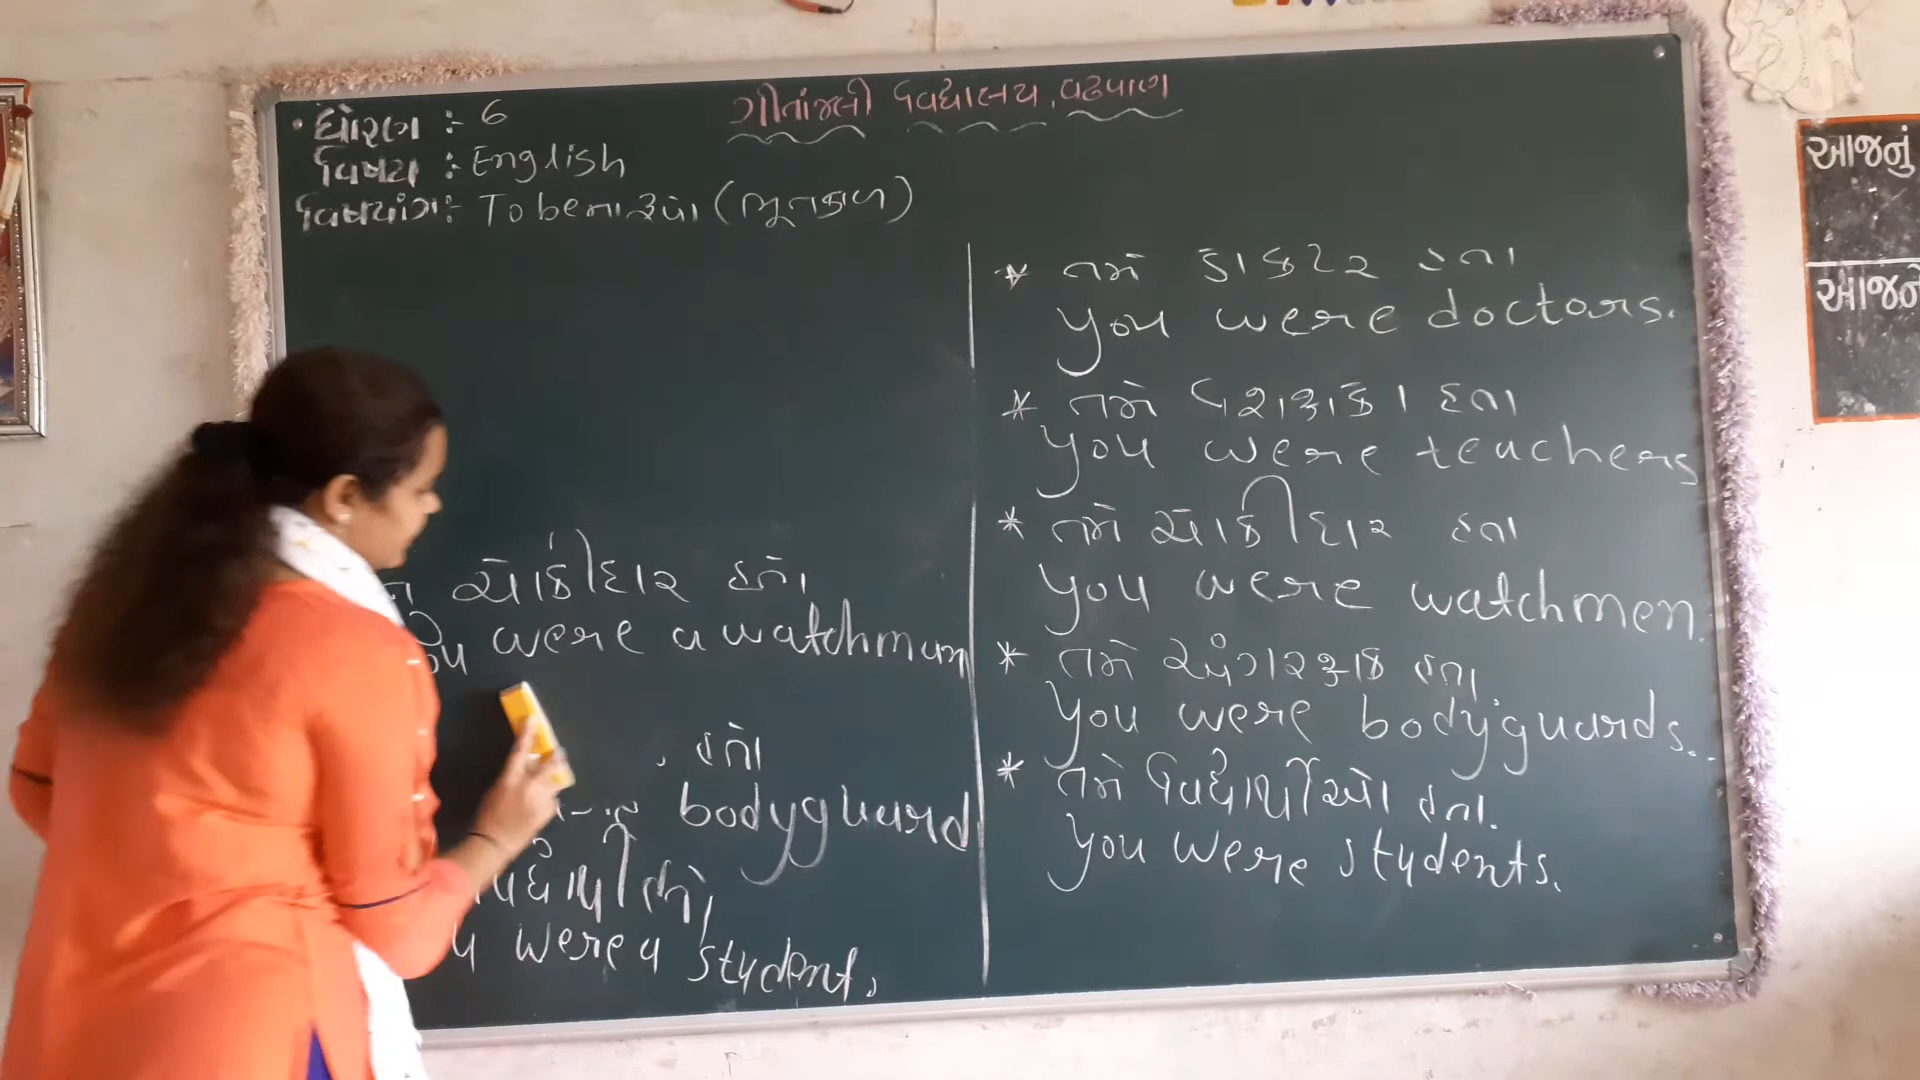 ગીતાંજલી વિદ્યાલય, વઢવાણ
ધોરણ :- 6
વિષય :- English
વિષયાંગ :- To be ના રૂપો (ભૂતકાળ)
ચોકીદાર હતો
were a watchman
હતો
bodyguard
were a student.
* તમે ડાકટર હતા
you were doctors.
* તમે શિક્ષકો હતા
you were teachers
* તમે ચોકીદાર હતા
you were watchmen.
* તમે અંગરક્ષક હતા.
you were bodyguards.
* તમે વિદ્યાર્થીઓ હતા.
you were students.
આજનું